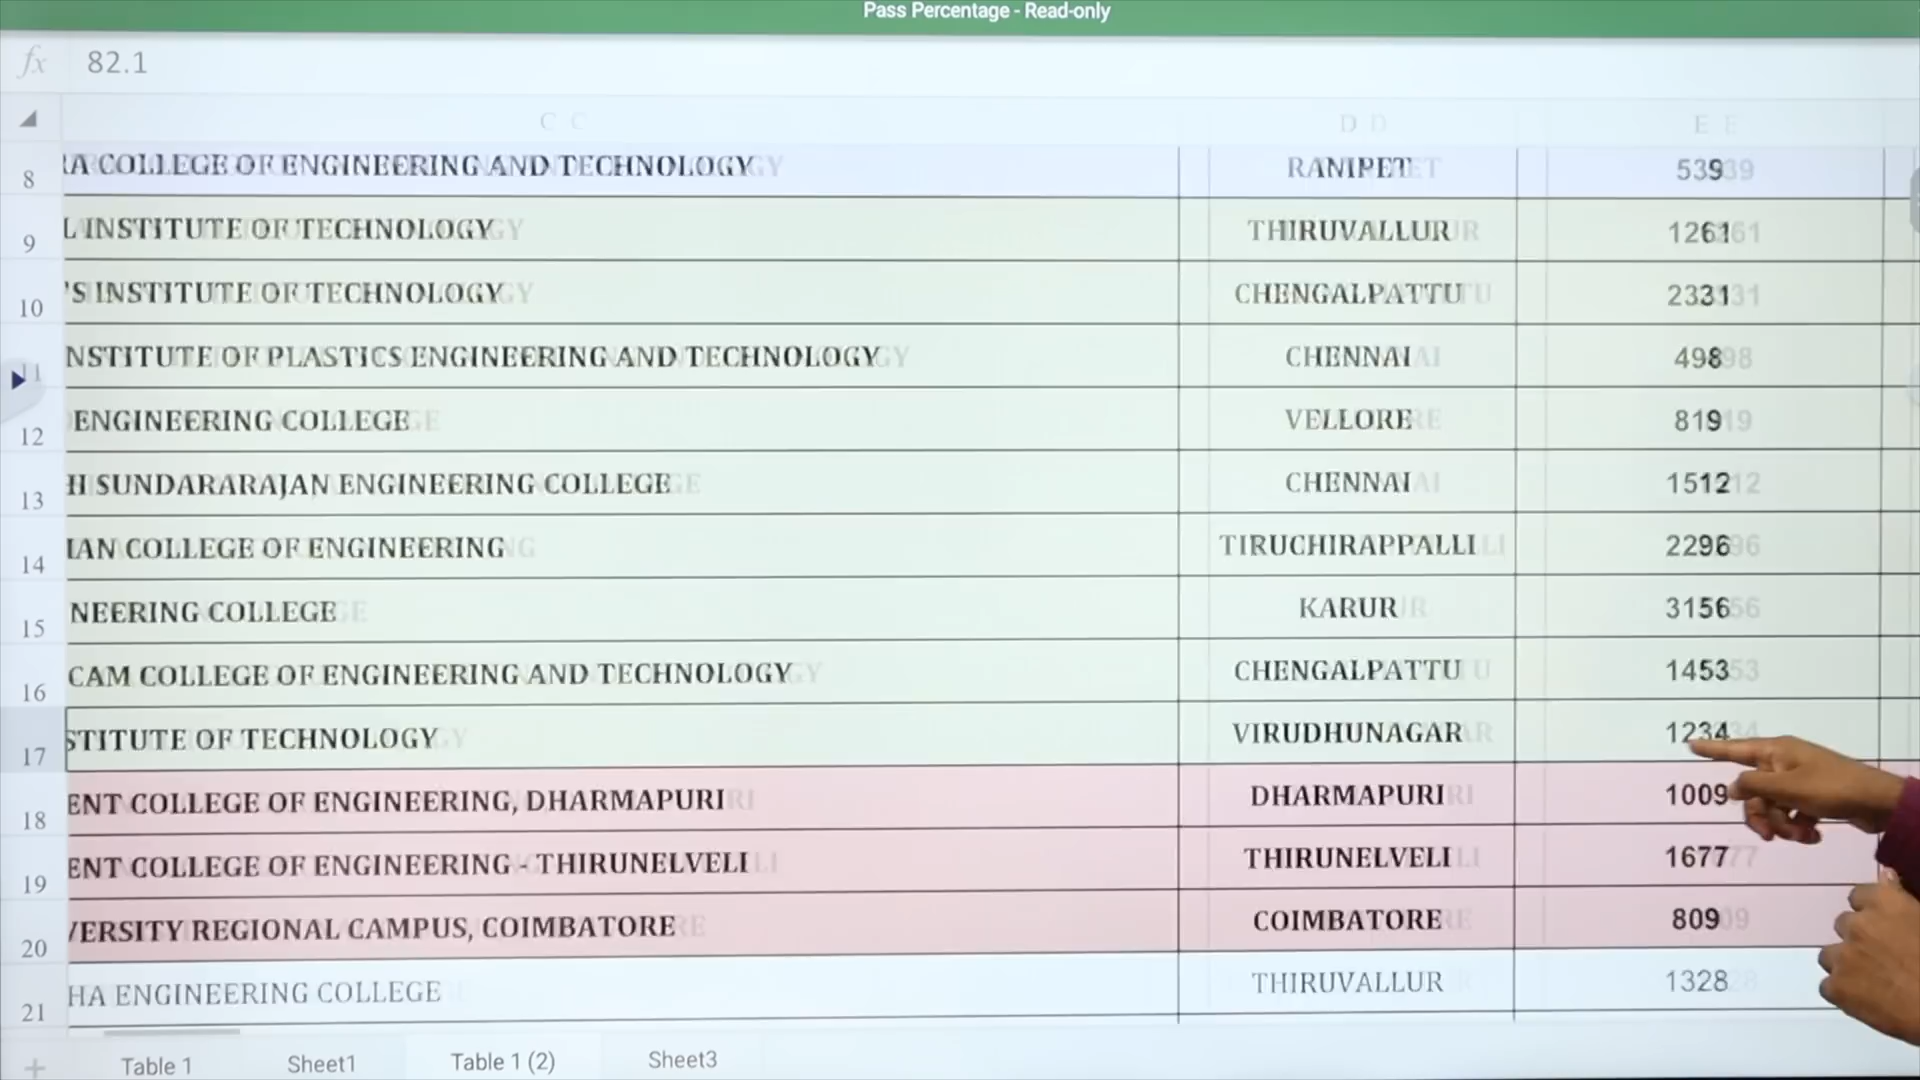 Pass Percentage - Read-only
fx 82.1
C D E
8 RA COLLEGE OF ENGINEERING AND TECHNOLOGY RANIPET 539
9 L INSTITUTE OF TECHNOLOGY THIRUVALLUR 1261
10 'S INSTITUTE OF TECHNOLOGY CHENGALPATTU 2331
11 NSTITUTE OF PLASTICS ENGINEERING AND TECHNOLOGY CHENNAI 498
12 ENGINEERING COLLEGE VELLORE 819
13 H SUNDARARAJAN ENGINEERING COLLEGE CHENNAI 1512
14 IAN COLLEGE OF ENGINEERING TIRUCHIRAPPALLI 2296
15 NEERING COLLEGE KARUR 3156
16 CAM COLLEGE OF ENGINEERING AND TECHNOLOGY CHENGALPATTU 1453
17 STITUTE OF TECHNOLOGY VIRUDHUNAGAR 1234
18 ENT COLLEGE OF ENGINEERING, DHARMAPURI DHARMAPURI 1009
19 ENT COLLEGE OF ENGINEERING - THIRUNELVELI THIRUNELVELI 1677
20 VERSITY REGIONAL CAMPUS, COIMBATORE COIMBATORE 809
21 HA ENGINEERING COLLEGE THIRUVALLUR 1328
+ Table 1 Sheet1 Table 1 (2) Sheet3